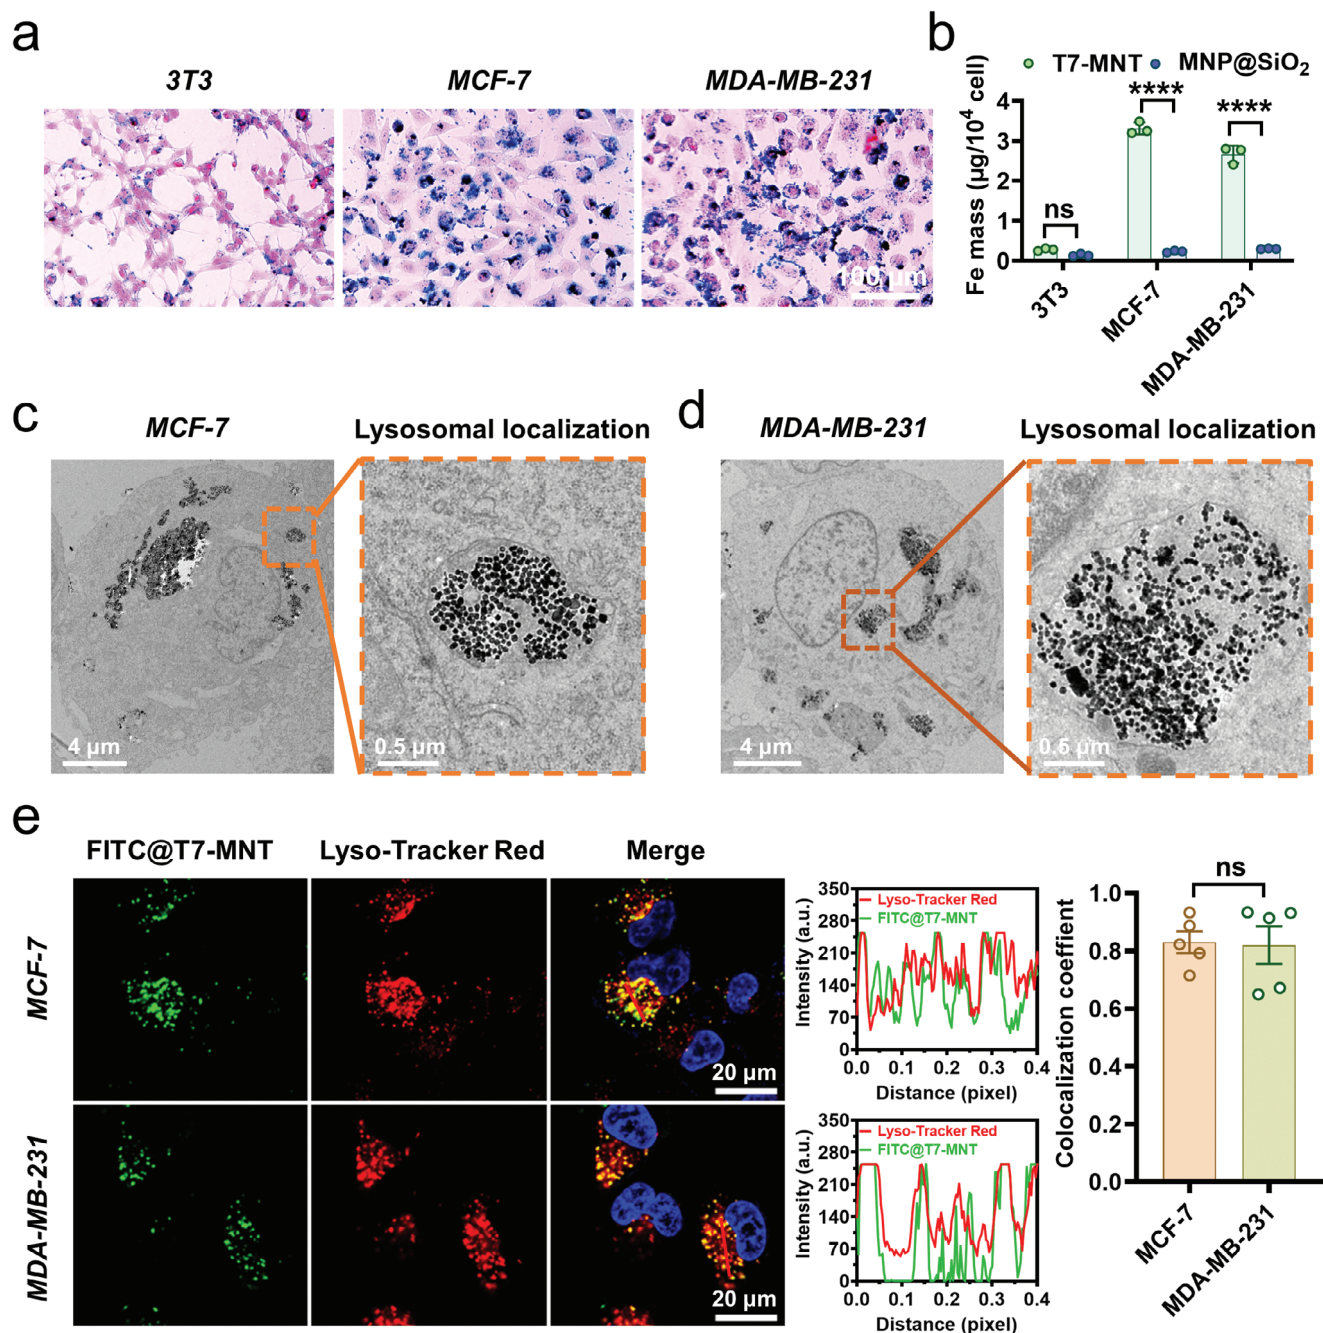 a
3T3
MCF-7
MDA-MB-231
100 µm
b
T7-MNT
MNP@SiO₂
Fe mass (µg/10⁴ cell)
4
3
2
1
0
ns
****
****
3T3
MCF-7
MDA-MB-231
c
MCF-7
Lysosomal localization
4 µm
0.5 µm
d
MDA-MB-231
Lysosomal localization
4 µm
0.5 µm
e
FITC@T7-MNT
Lyso-Tracker Red
Merge
MCF-7
20 µm
MDA-MB-231
20 µm
Intensity (a.u.)
350
280
210
140
70
0
Lyso-Tracker Red
FITC@T7-MNT
0.0 0.1 0.2 0.3 0.4
Distance (pixel)
Intensity (a.u.)
350
280
210
140
70
0
Lyso-Tracker Red
FITC@T7-MNT
0.0 0.1 0.2 0.3 0.4
Distance (pixel)
Colocalization coeffient
1.0
0.8
0.6
0.4
0.2
0.0
ns
MCF-7
MDA-MB-231